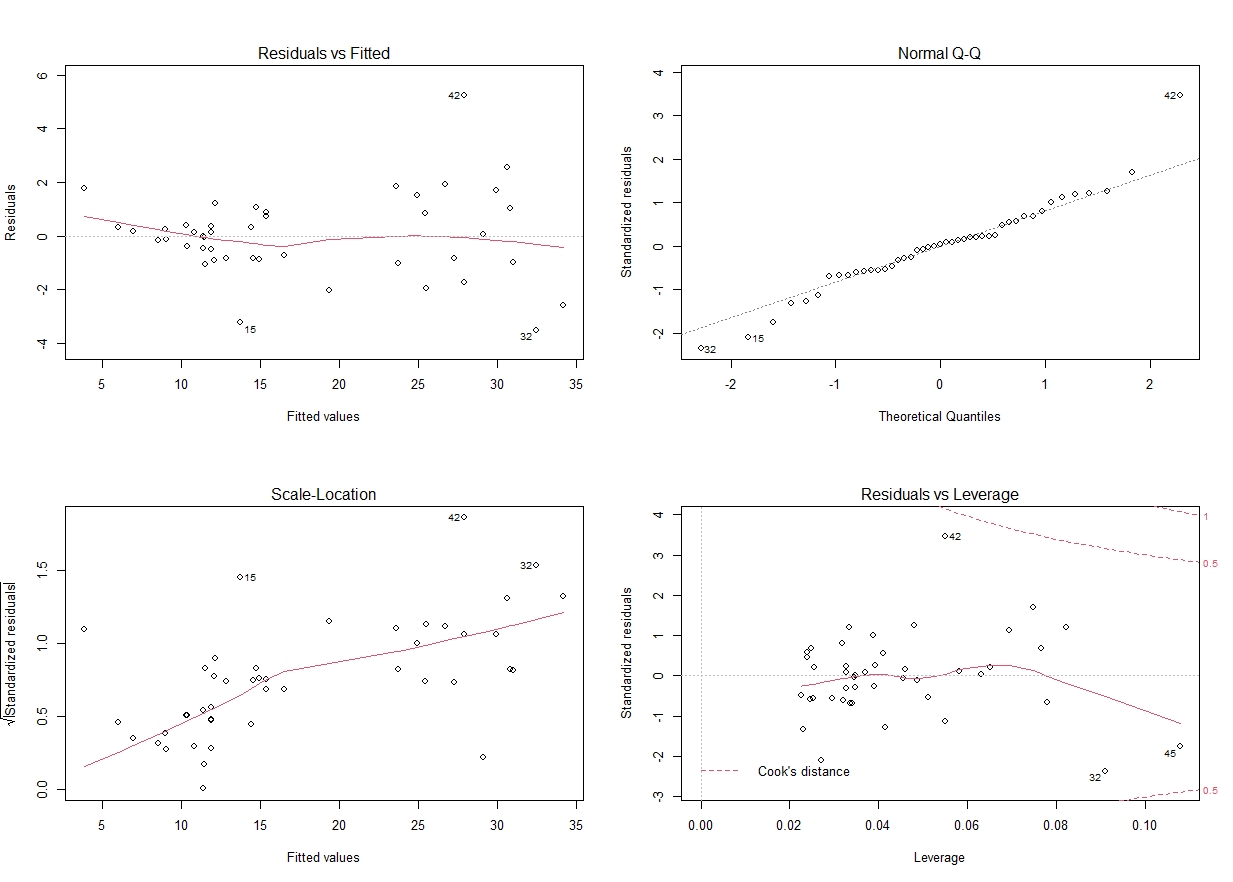 Residuals vs Fitted
Residuals
6
4
2
0
-2
-4
42
15
32
5 10 15 20 25 30 35
Fitted values
Normal Q-Q
Standardized residuals
4
3
2
1
0
-1
-2
42
15
32
-2 -1 0 1 2
Theoretical Quantiles
Scale-Location
√|Standardized residuals|
1.5
1.0
0.5
0.0
42
32
15
5 10 15 20 25 30 35
Fitted values
Residuals vs Leverage
Standardized residuals
4
3
2
1
0
-1
-2
-3
1
0.5
42
45
32
Cook's distance
0.5
0.00 0.02 0.04 0.06 0.08 0.10
Leverage